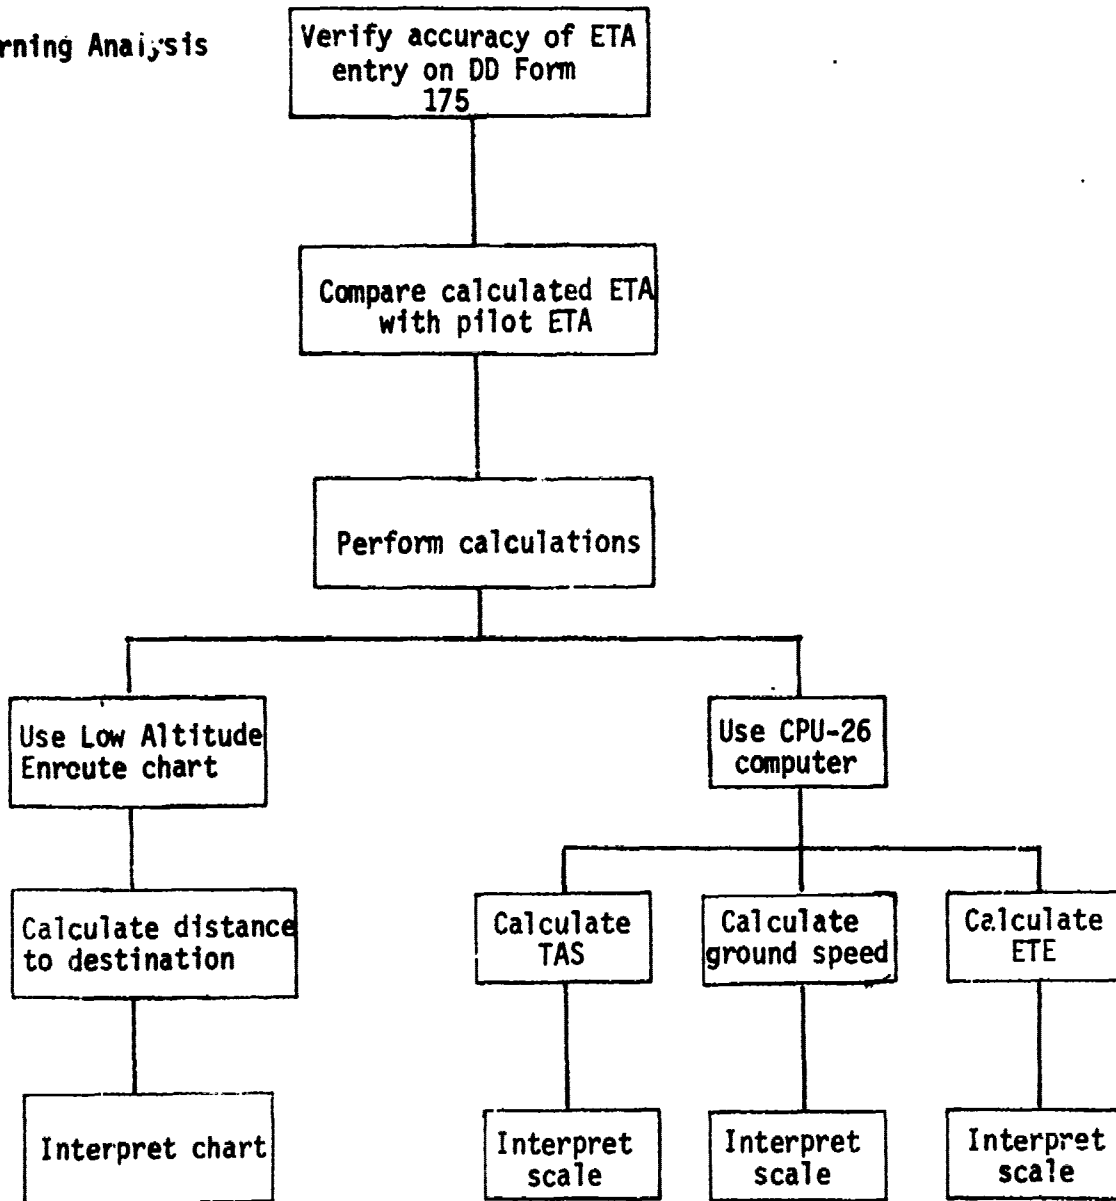 Verify accuracy of ETA
entry on DD Form
175
Compare calculated ETA
with pilot ETA
Perform calculations
Use Low Altitude
Enroute chart
Use CPU-26
computer
Calculate distance
to destination
Calculate
TAS
Calculate
ground speed
Calculate
ETE
Interpret chart
Interpret
scale
Interpret
scale
Interpret
scale